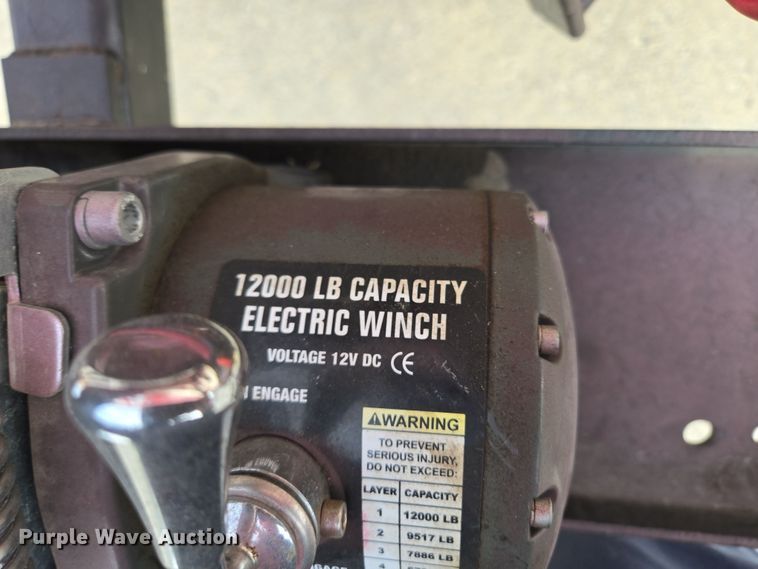 12000 LB CAPACITY
ELECTRIC WINCH
VOLTAGE 12V DC CE
ENGAGE
WARNING
TO PREVENT
SERIOUS INJURY,
DO NOT EXCEED:
LAYER CAPACITY
1 12000 LB
2 9517 LB
3 7886 LB
Purple Wave Auction